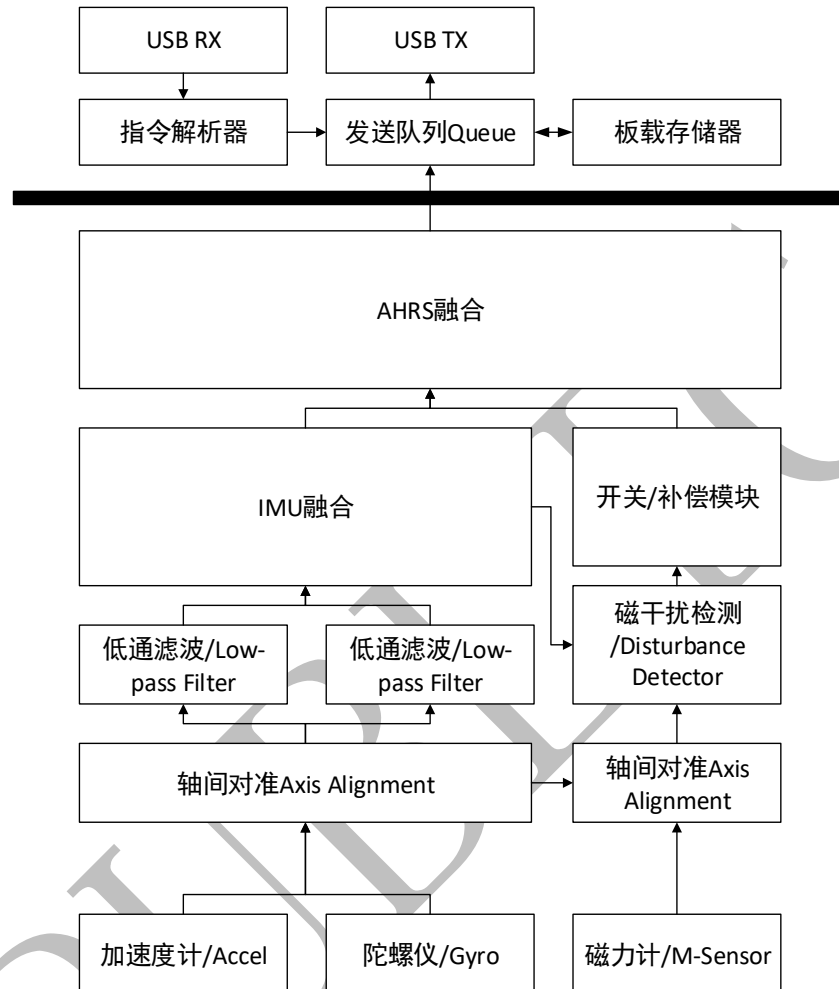 USB RX
USB TX
指令解析器
发送队列Queue
板载存储器
AHRS融合
IMU融合
开关/补偿模块
低通滤波/Low-
pass Filter
低通滤波/Low-
pass Filter
磁干扰检测
/Disturbance
Detector
轴间对准Axis Alignment
轴间对准Axis
Alignment
加速度计/Accel
陀螺仪/Gyro
磁力计/M-Sensor